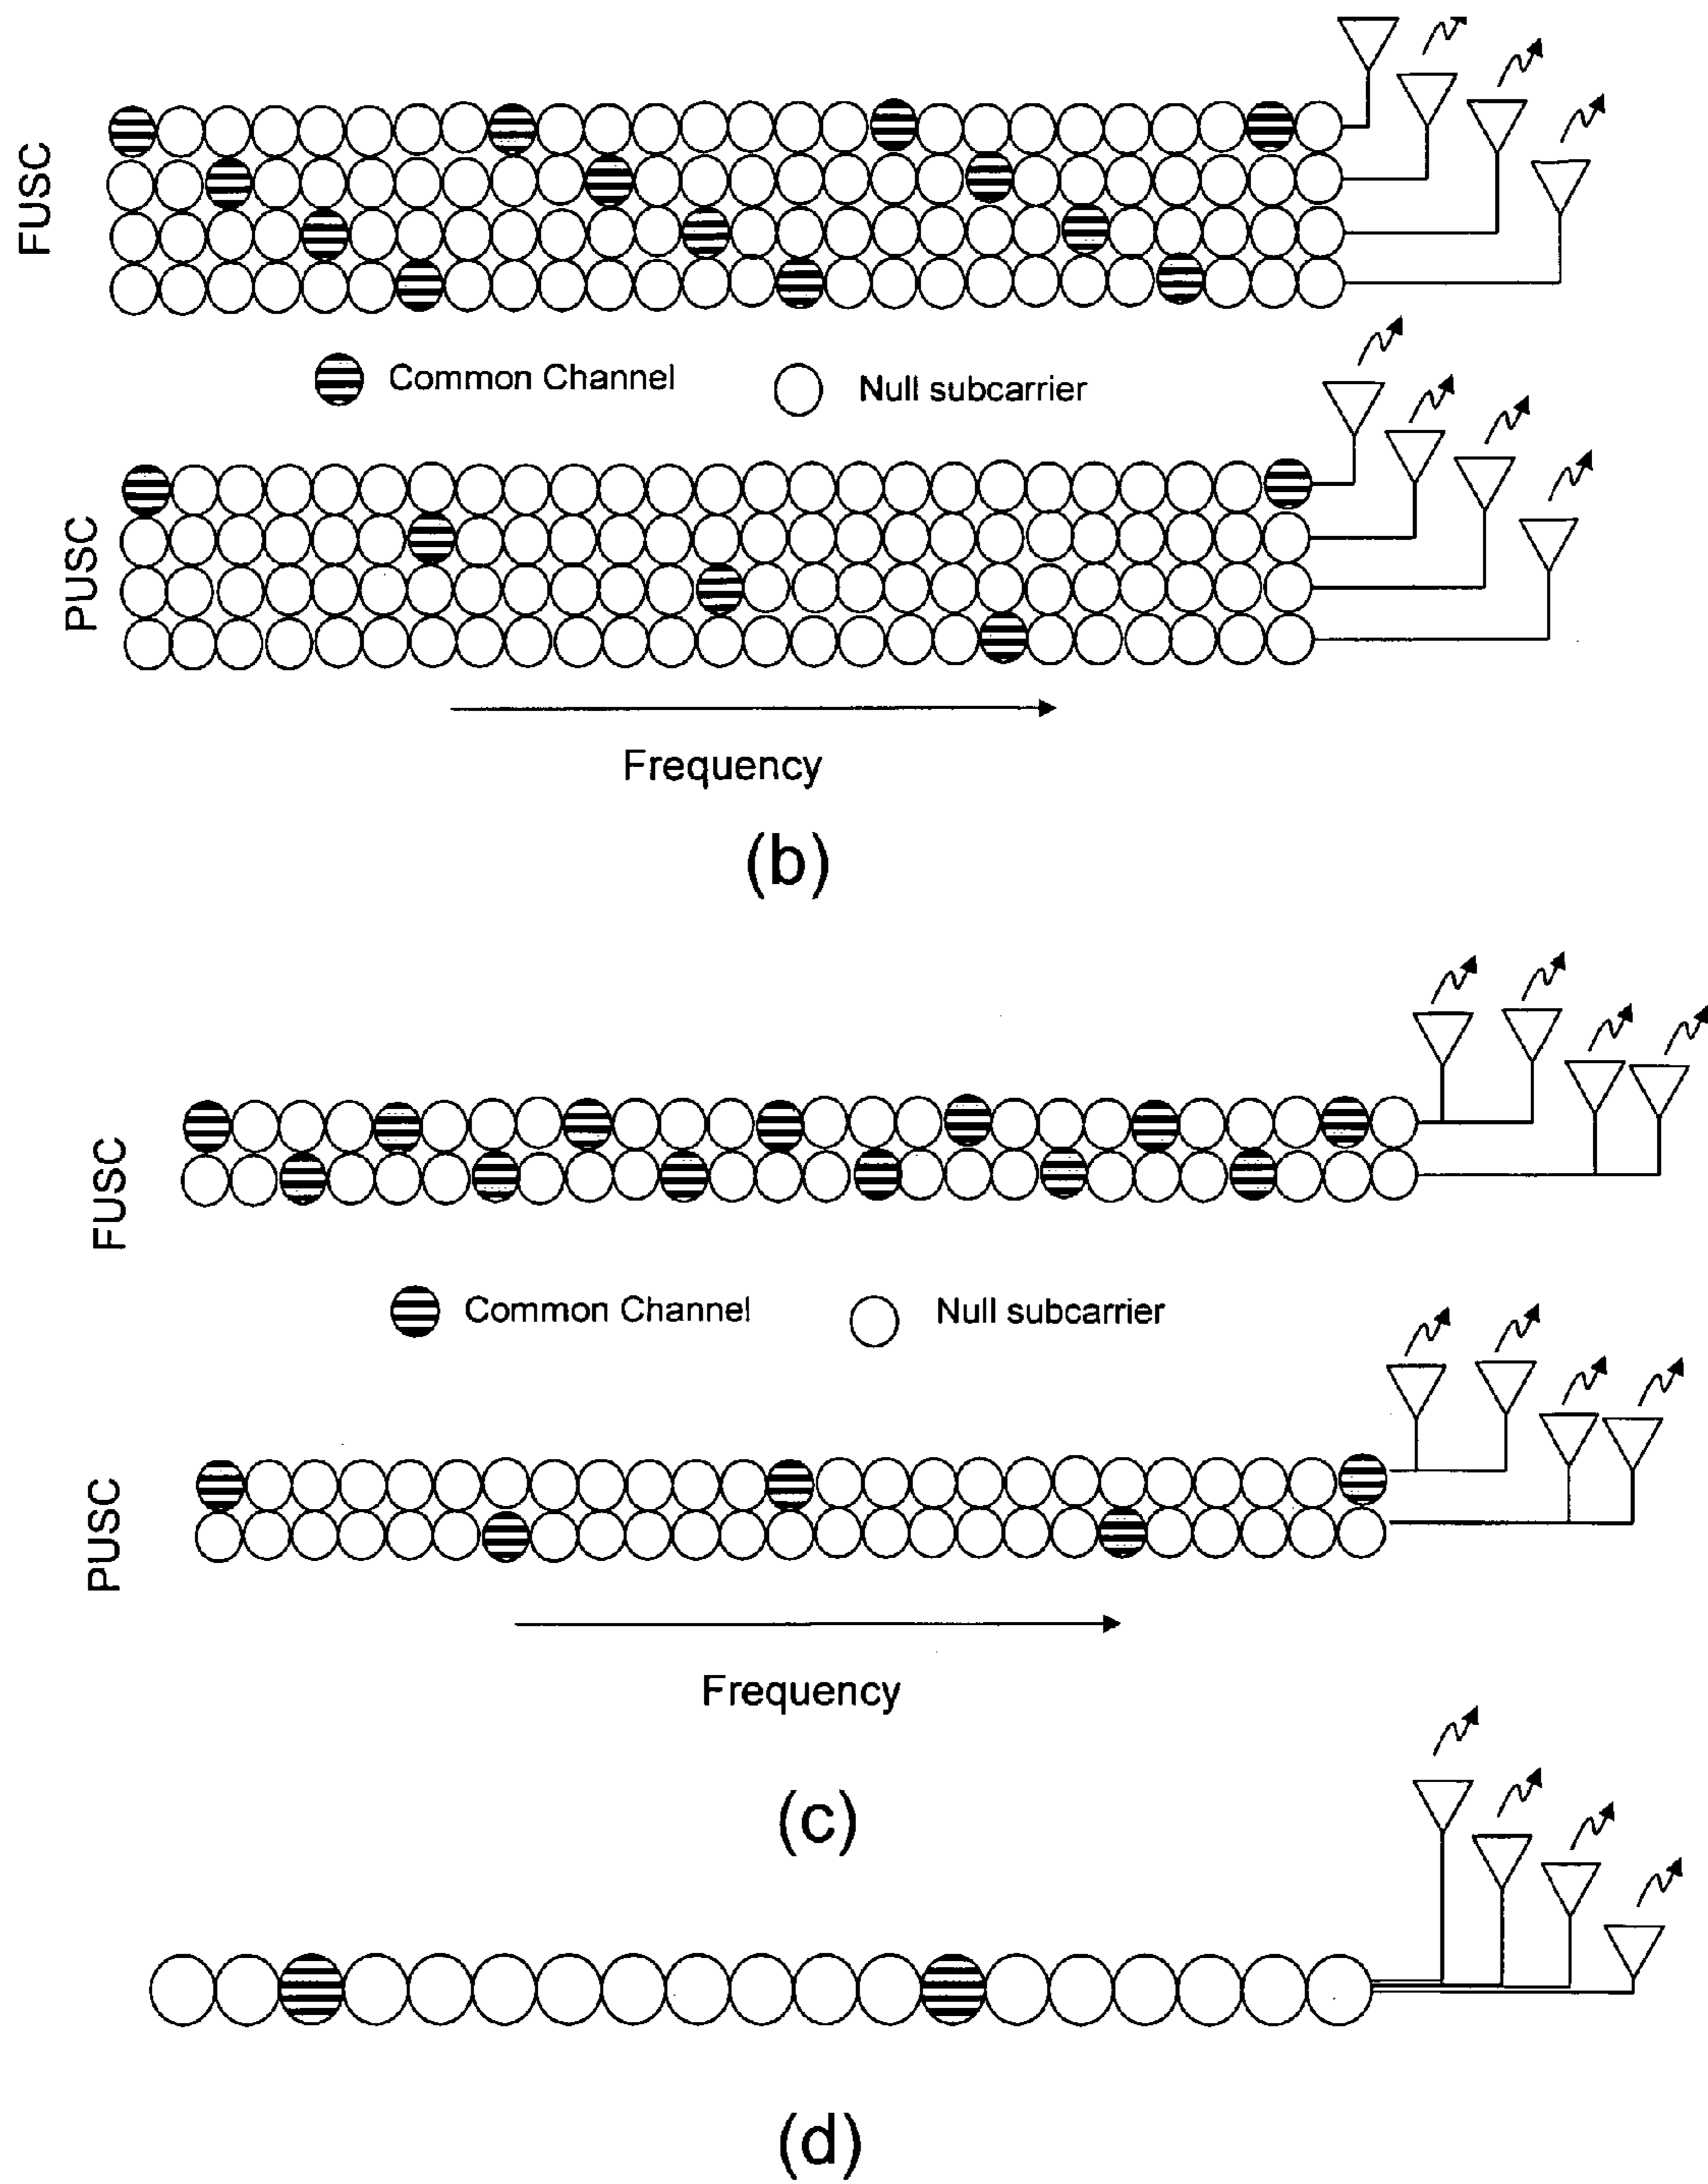 FUSC
Common Channel
Null subcarrier
PUSC
Frequency
(b)
FUSC
Common Channel
Null subcarrier
PUSC
Frequency
(c)
(d)